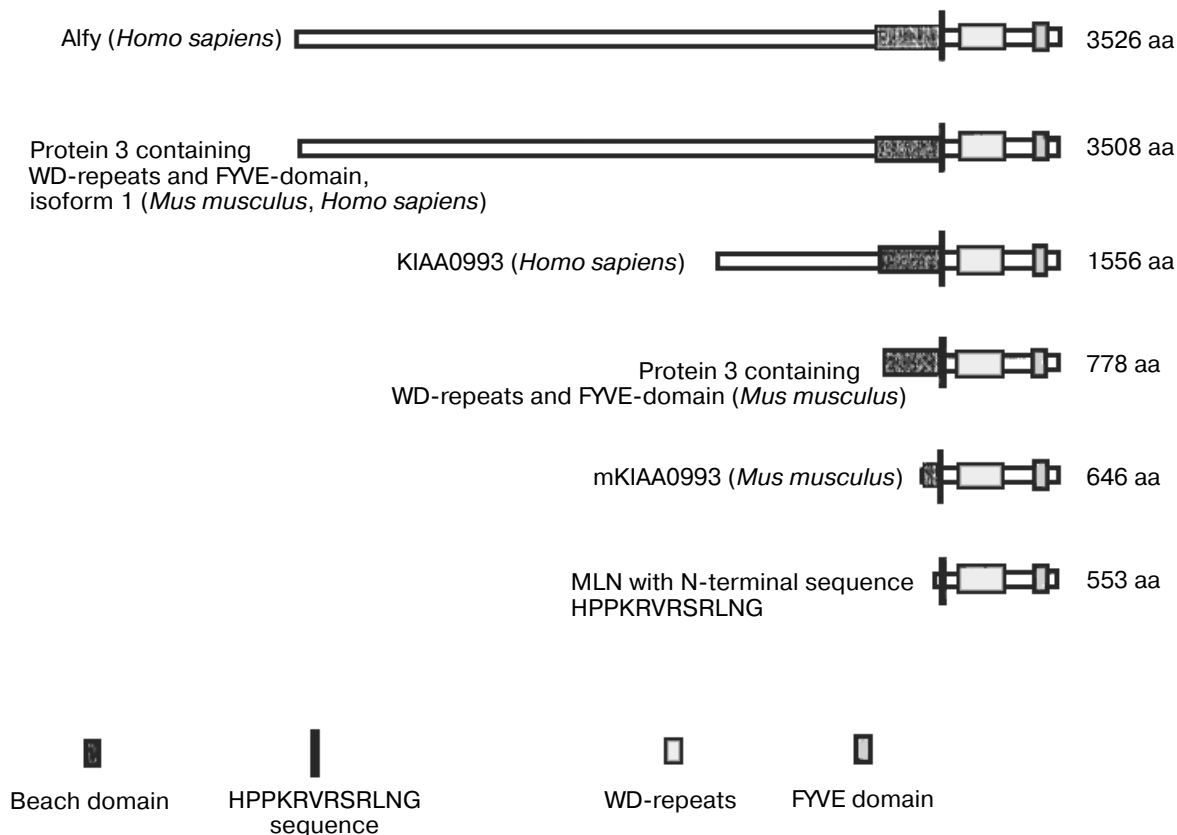 Alfy (Homo sapiens)
3526 aa
Protein 3 containing
WD-repeats and FYVE-domain,
isoform 1 (Mus musculus, Homo sapiens)
3508 aa
KIAA0993 (Homo sapiens)
1556 aa
Protein 3 containing
WD-repeats and FYVE-domain (Mus musculus)
778 aa
mKIAA0993 (Mus musculus)
646 aa
MLN with N-terminal sequence
HPPKRVRSRLNG
553 aa
Beach domain
HPPKRVRSRLNG
sequence
WD-repeats
FYVE domain